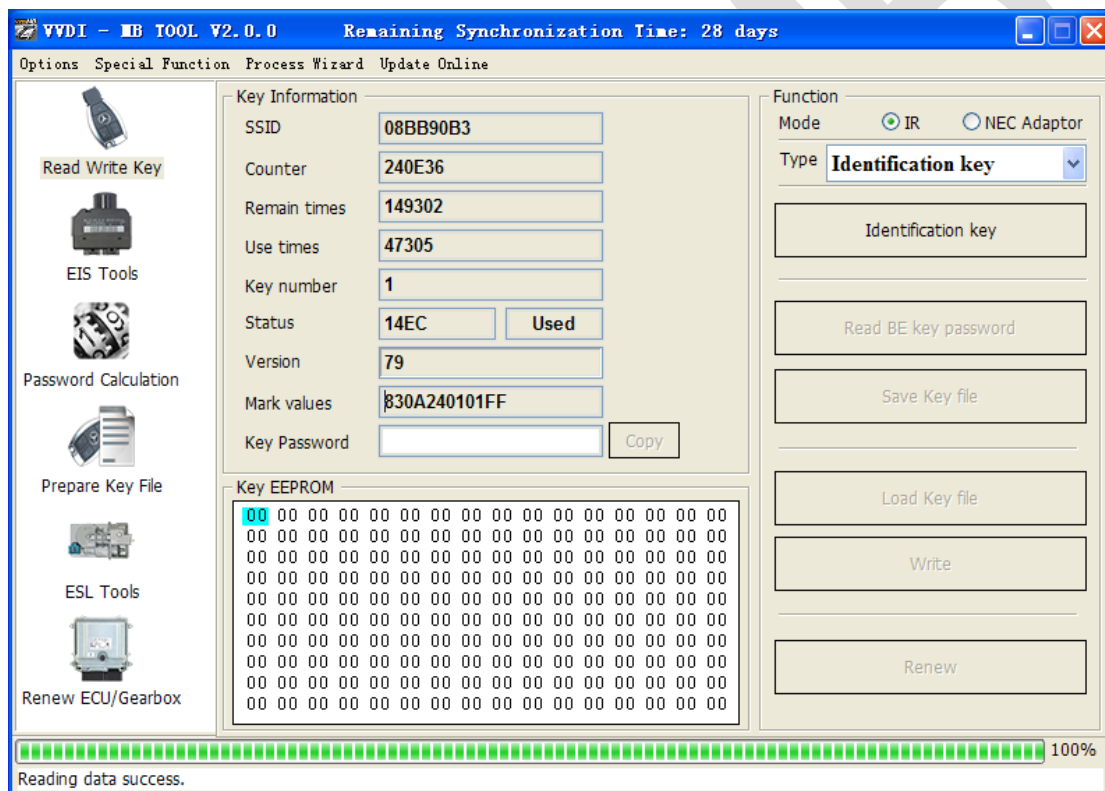 VVDI - MB TOOL V2.0.0 Remaining Synchronization Time: 28 days
Options Special Function Process Wizard Update Online
Read Write Key
EIS Tools
Password Calculation
Prepare Key File
ESL Tools
Renew ECU/Gearbox
Key Information
SSID 08BB90B3
Counter 240E36
Remain times 149302
Use times 47305
Key number 1
Status 14EC Used
Version 79
Mark values 830A240101FF
Key Password Copy
Key EEPROM
00 00 00 00 00 00 00 00 00 00 00 00 00 00 00 00
00 00 00 00 00 00 00 00 00 00 00 00 00 00 00 00
00 00 00 00 00 00 00 00 00 00 00 00 00 00 00 00
00 00 00 00 00 00 00 00 00 00 00 00 00 00 00 00
00 00 00 00 00 00 00 00 00 00 00 00 00 00 00 00
00 00 00 00 00 00 00 00 00 00 00 00 00 00 00 00
00 00 00 00 00 00 00 00 00 00 00 00 00 00 00 00
00 00 00 00 00 00 00 00 00 00 00 00 00 00 00 00
00 00 00 00 00 00 00 00 00 00 00 00 00 00 00 00
00 00 00 00 00 00 00 00 00 00 00 00 00 00 00 00
Function
Mode IR NEC Adaptor
Type Identification key
Identification key
Read BE key password
Save Key file
Load Key file
Write
Renew
100%
Reading data success.